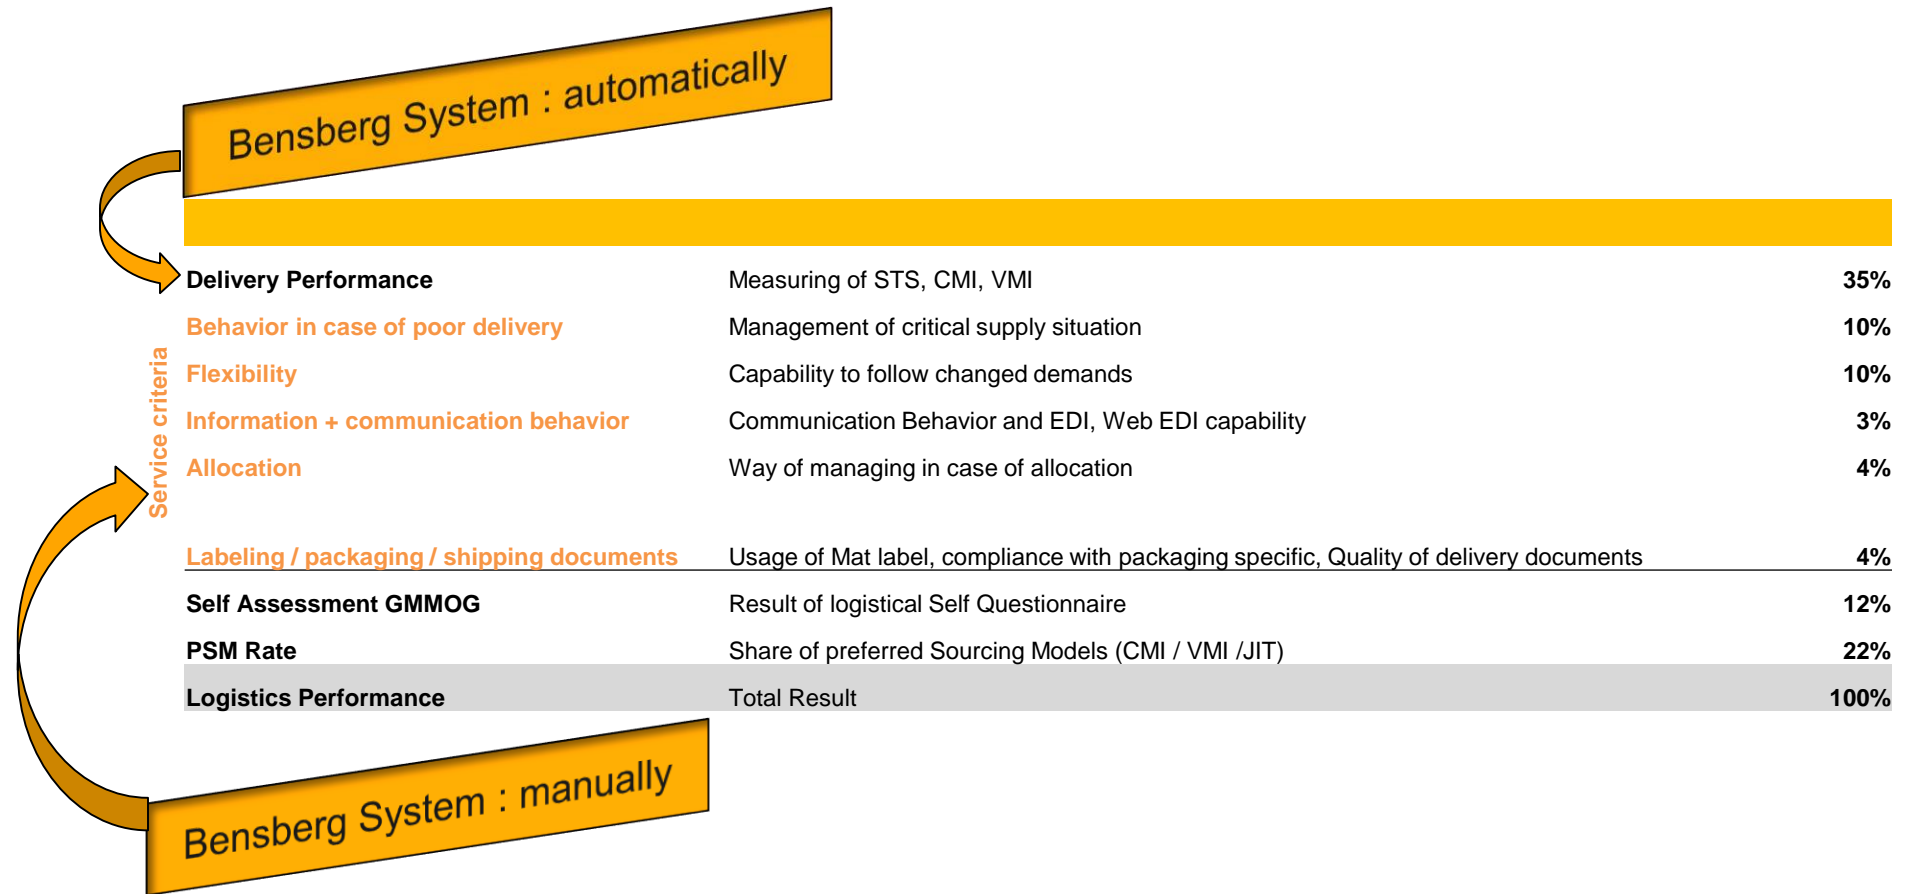 Bensberg System : automatically
Delivery Performance Measuring of STS, CMI, VMI 35%
Behavior in case of poor delivery Management of critical supply situation 10%
Flexibility Capability to follow changed demands 10%
Information + communication behavior Communication Behavior and EDI, Web EDI capability 3%
Allocation Way of managing in case of allocation 4%
Service criteria
Labeling / packaging / shipping documents Usage of Mat label, compliance with packaging specific, Quality of delivery documents 4%
Self Assessment GMMOG Result of logistical Self Questionnaire 12%
PSM Rate Share of preferred Sourcing Models (CMI / VMI /JIT) 22%
Logistics Performance Total Result 100%
Bensberg System : manually